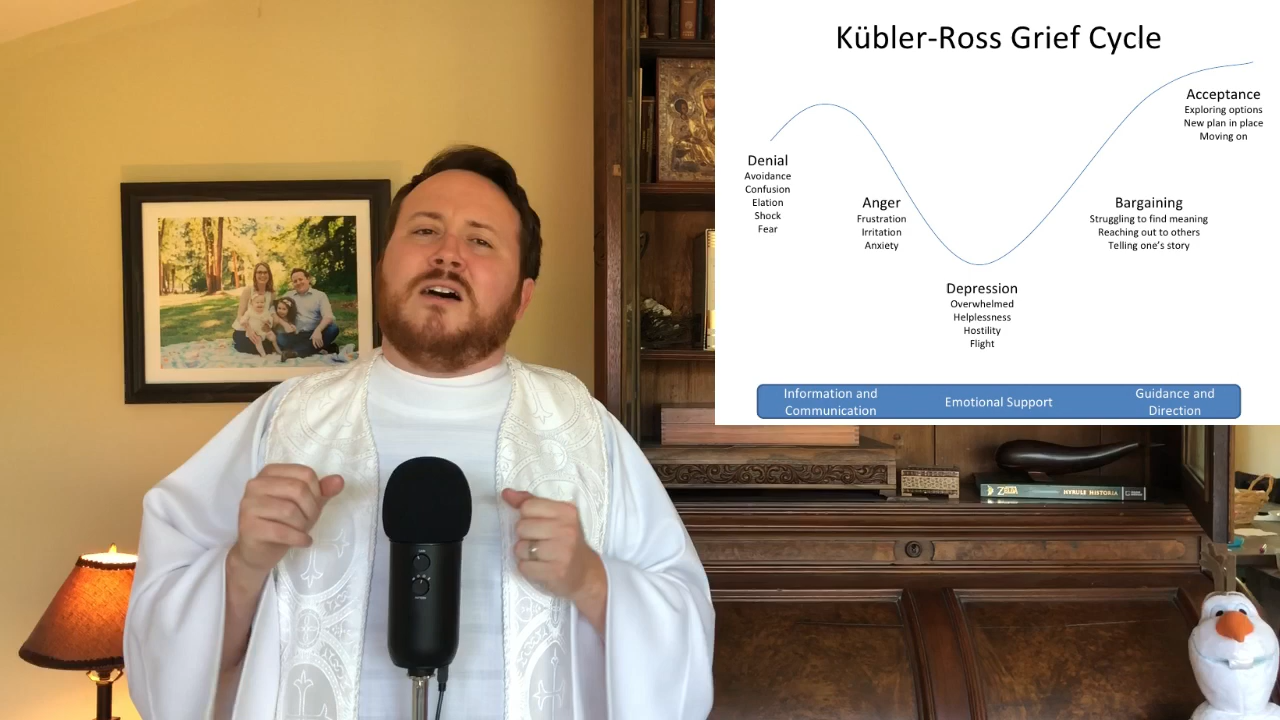 Kübler-Ross Grief Cycle
Denial
Avoidance
Confusion
Elation
Shock
Fear
Anger
Frustration
Irritation
Anxiety
Depression
Overwhelmed
Helplessness
Hostility
Flight
Bargaining
Struggling to find meaning
Reaching out to others
Telling one's story
Acceptance
Exploring options
New plan in place
Moving on
Information and
Communication
Emotional Support
Guidance and
Direction
ZELDA HYRULE HISTORIA